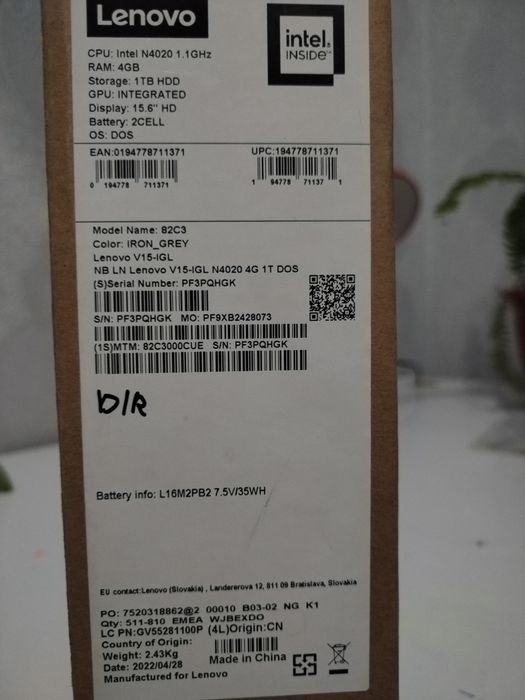 Lenovo
intel.
INSIDE™
CPU: Intel N4020 1.1GHz
RAM: 4GB
Storage: 1TB HDD
GPU: INTEGRATED
Display: 15.6" HD
Battery: 2CELL
OS: DOS
EAN:0194778711371
UPC:194778711371
0 194778 711371
1 94778 71137 1
Model Name: 82C3
Color: IRON_GREY
Lenovo V15-IGL
NB LN Lenovo V15-IGL N4020 4G 1T DOS
(S)Serial Number: PF3PQHGK
S/N: PF3PQHGK MO: PF9XB2428073
(1S)MTM: 82C3000CUE S/N: PF3PQHGK
D/R
Battery info: L16M2PB2 7.5V/35WH
EU contact:Lenovo (Slovakia) , Landererova 12, 811 09 Bratislava, Slovakia
PO: 7520318862@2 00010 B03-02 NG K1
Qty: 511-810 EMEA WJBEXDO
LC PN:GV55281100P (4L)Origin:CN
Country of Origin:
Weight: 2.43Kg
Made in China
Date: 2022/04/28
Manufactured for Lenovo